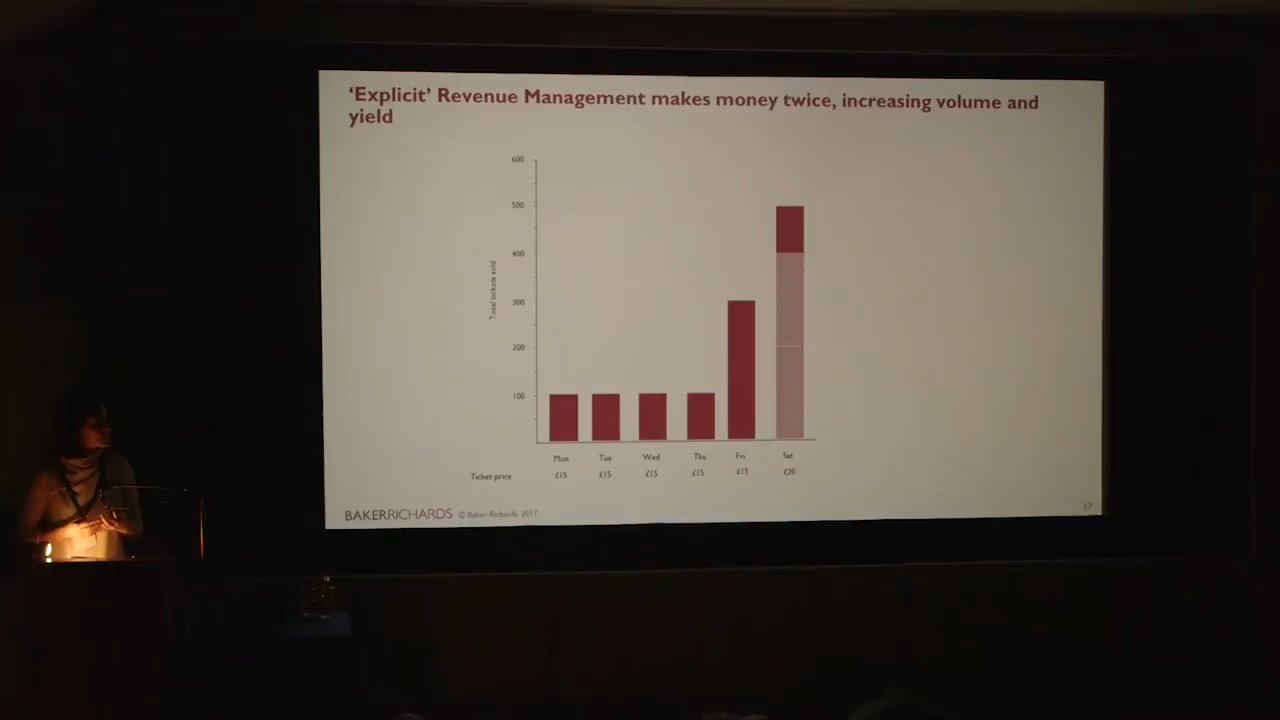 ‘Explicit’ Revenue Management makes money twice, increasing volume and
yield
600
500
400
300
200
100
Total tickets sold
Mon Tue Wed Thu Fri Sat
Ticket price £15 £15 £15 £15 £15 £20
BAKERRICHARDS © Baker Richards 2017
17